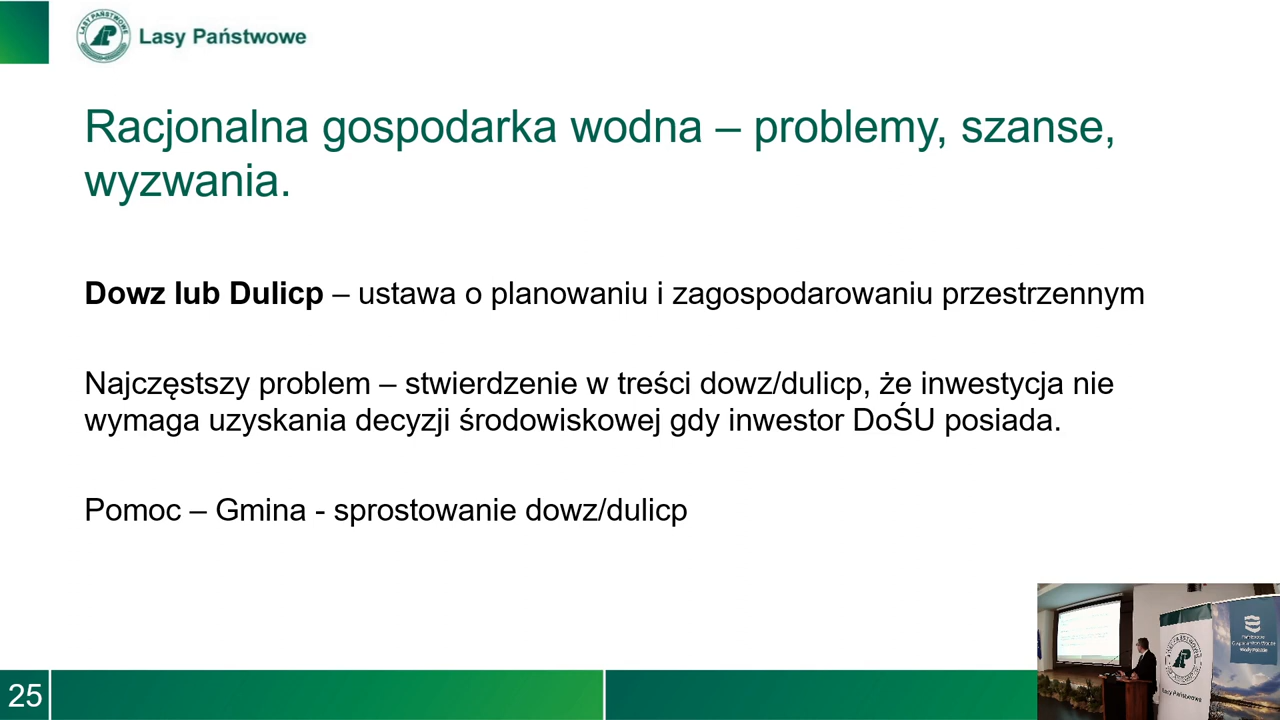 Lasy Państwowe
Racjonalna gospodarka wodna – problemy, szanse,
wyzwania.
Dowz lub Dulicp – ustawa o planowaniu i zagospodarowaniu przestrzennym
Najczęstszy problem – stwierdzenie w treści dowz/dulicp, że inwestycja nie
wymaga uzyskania decyzji środowiskowej gdy inwestor DoŚU posiada.
Pomoc – Gmina - sprostowanie dowz/dulicp
25
Lasy Państwowe